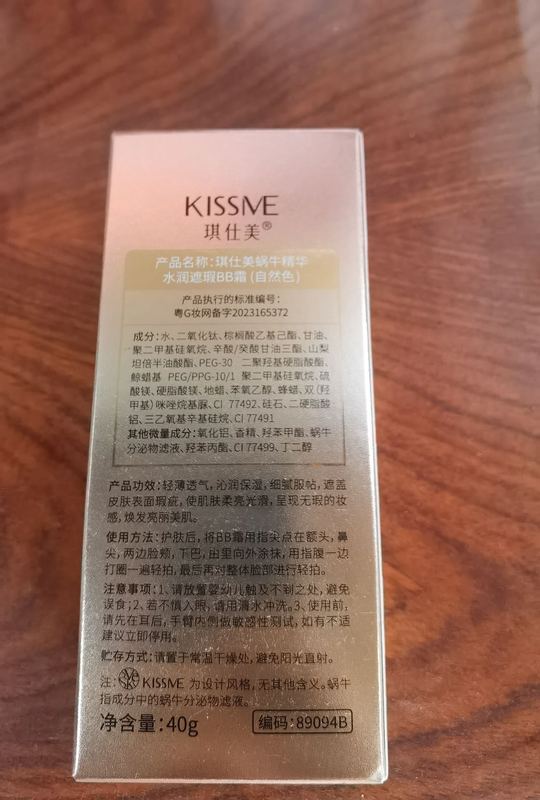 KISSME
琪仕美®
产品名称:琪仕美蜗牛精华
水润遮瑕BB霜 (自然色)
产品执行的标准编号:
粤G妆网备字2023165372
成分:水、二氧化钛、棕榈酸乙基己酯、甘油、
聚二甲基硅氧烷、辛酸/癸酸甘油三酯、山梨
坦倍半油酸酯、PEG-30 二聚羟基硬脂酸酯、
鲸蜡基 PEG/PPG-10/1 聚二甲基硅氧烷、硫
酸镁、硬脂酸镁、地蜡、苯氧乙醇、蜂蜡、双(羟
甲基)咪唑烷基脲、CI 77492、硅石、二硬脂酸
铝、三乙氧基辛基硅烷、CI 77491
其他微量成分:氧化铝、香精、羟苯甲酯、蜗牛
分泌物滤液、羟苯丙酯、CI 77499、丁二醇
产品功效:轻薄透气,沁润保湿,细腻服帖,遮盖
皮肤表面瑕疵,使肌肤柔亮光滑,呈现无瑕的妆
感,焕发亮丽美肌。
使用方法:护肤后,将BB霜用指尖点在额头,鼻
尖,两边脸颊,下巴,由里向外涂抹,用指腹一边
打圈一遍轻拍,最后再对整体脸部进行轻拍。
注意事项:1、请放置婴幼儿触及不到之处,避免
误食;2、若不慎入眼,请用清水冲洗。3、使用前,
请先在耳后,手臂内侧做敏感性测试,如有不适
建议立即停用。
贮存方式:请置于常温干燥处,避免阳光直射。
注: KISSME 为设计风格,无其他含义。蜗牛
指成分中的蜗牛分泌物滤液。
净含量:40g 编码:89094B